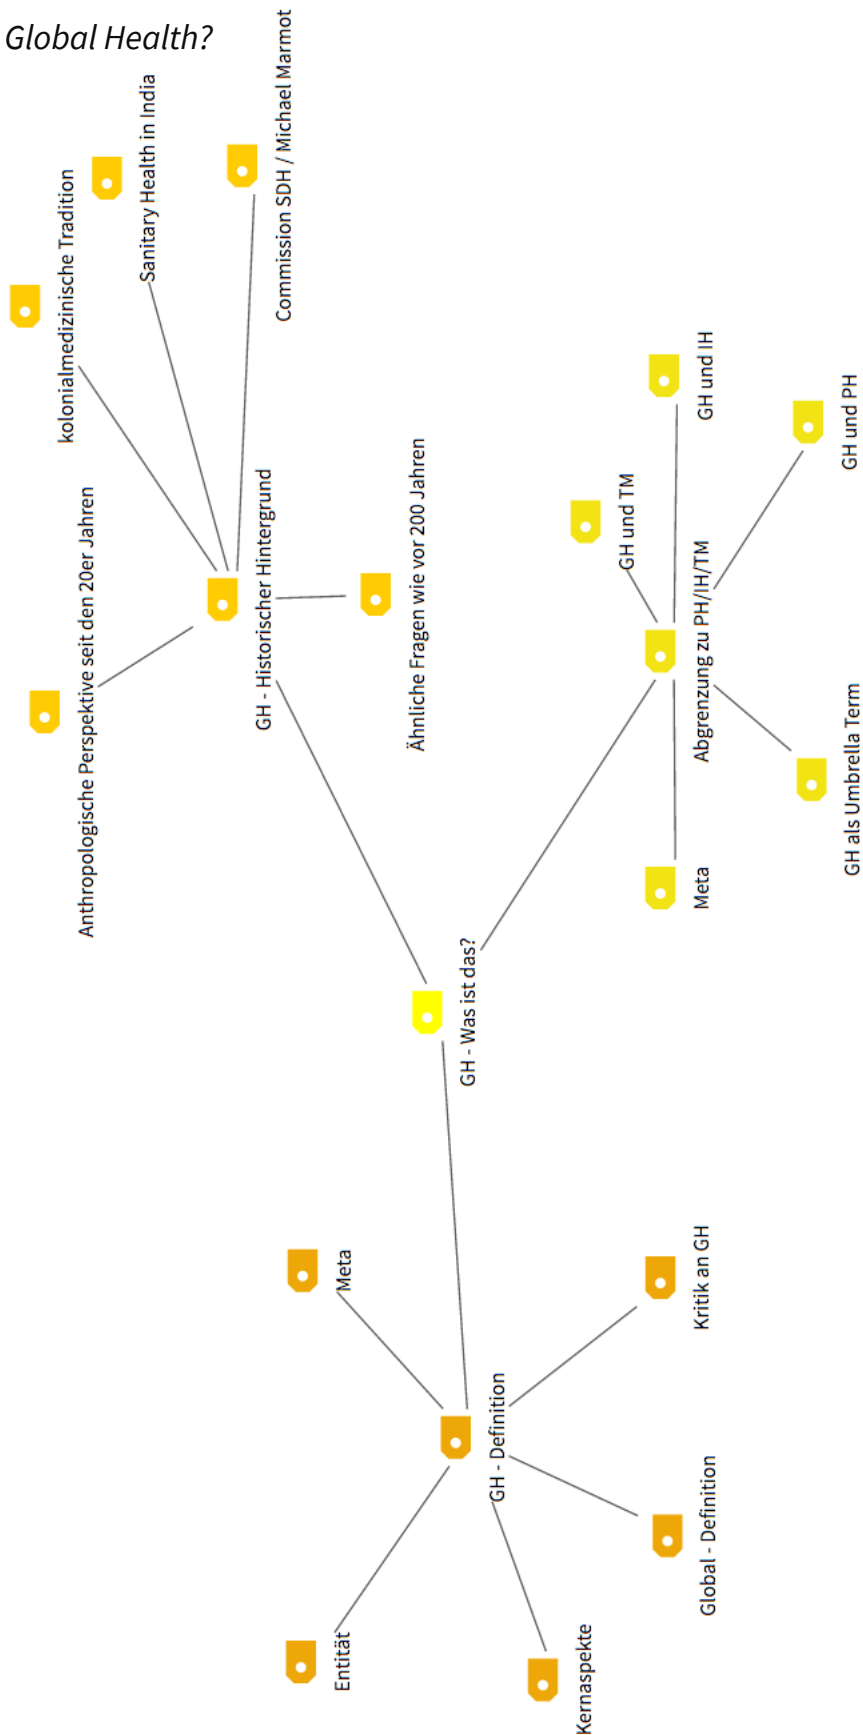 Global Health?
Sanitary Health in India
Commission SDH / Michael Marmot
kolonialmedizinische Tradition
Anthropologische Perspektive seit den 20er Jahren
GH - Historischer Hintergrund
Ähnliche Fragen wie vor 200 Jahren
GH und TM
GH und IH
GH und PH
Abgrenzung zu PH/IH/TM
GH als Umbrella Term
Meta
GH - Was ist das?
Meta
Kritik an GH
GH - Definition
Global - Definition
Entität
Kernaspekte